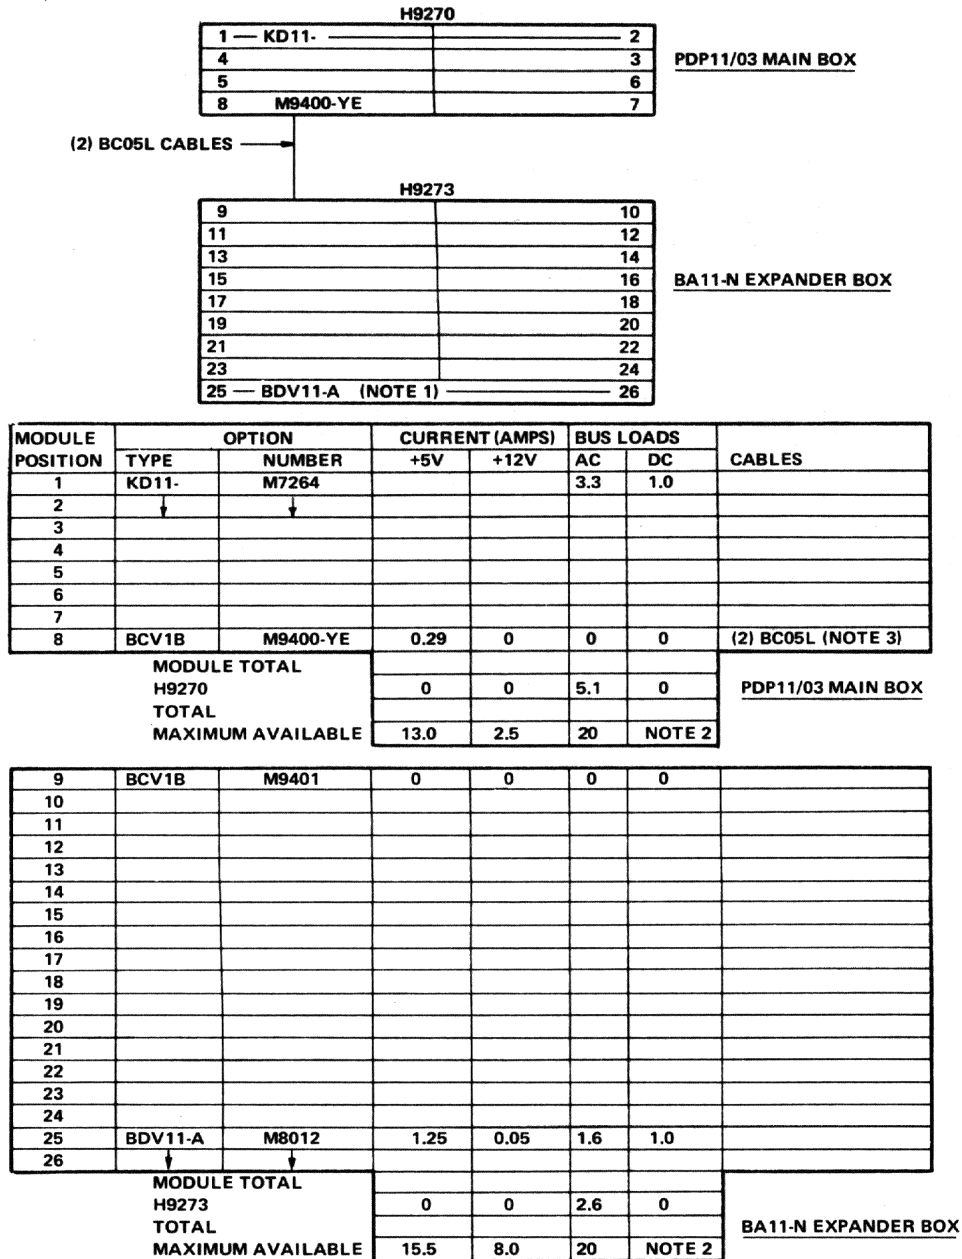 H9270
1 — KD11- — 2
4 3 PDP11/03 MAIN BOX
5 6
8 M9400-YE 7
(2) BC05L CABLES
H9273
9 10
11 12
13 14
15 16 BA11-N EXPANDER BOX
17 18
19 20
21 22
23 24
25 — BDV11-A (NOTE 1) — 26
MODULE OPTION CURRENT (AMPS) BUS LOADS
POSITION TYPE NUMBER +5V +12V AC DC CABLES
1 KD11- M7264 3.3 1.0
2
3
4
5
6
7
8 BCV1B M9400-YE 0.29 0 0 0 (2) BC05L (NOTE 3)
MODULE TOTAL
H9270 0 0 5.1 0 PDP11/03 MAIN BOX
TOTAL
MAXIMUM AVAILABLE 13.0 2.5 20 NOTE 2
9 BCV1B M9401 0 0 0 0
10
11
12
13
14
15
16
17
18
19
20
21
22
23
24
25 BDV11-A M8012 1.25 0.05 1.6 1.0
26
MODULE TOTAL
H9273 0 0 2.6 0
TOTAL BA11-N EXPANDER BOX
MAXIMUM AVAILABLE 15.5 8.0 20 NOTE 2